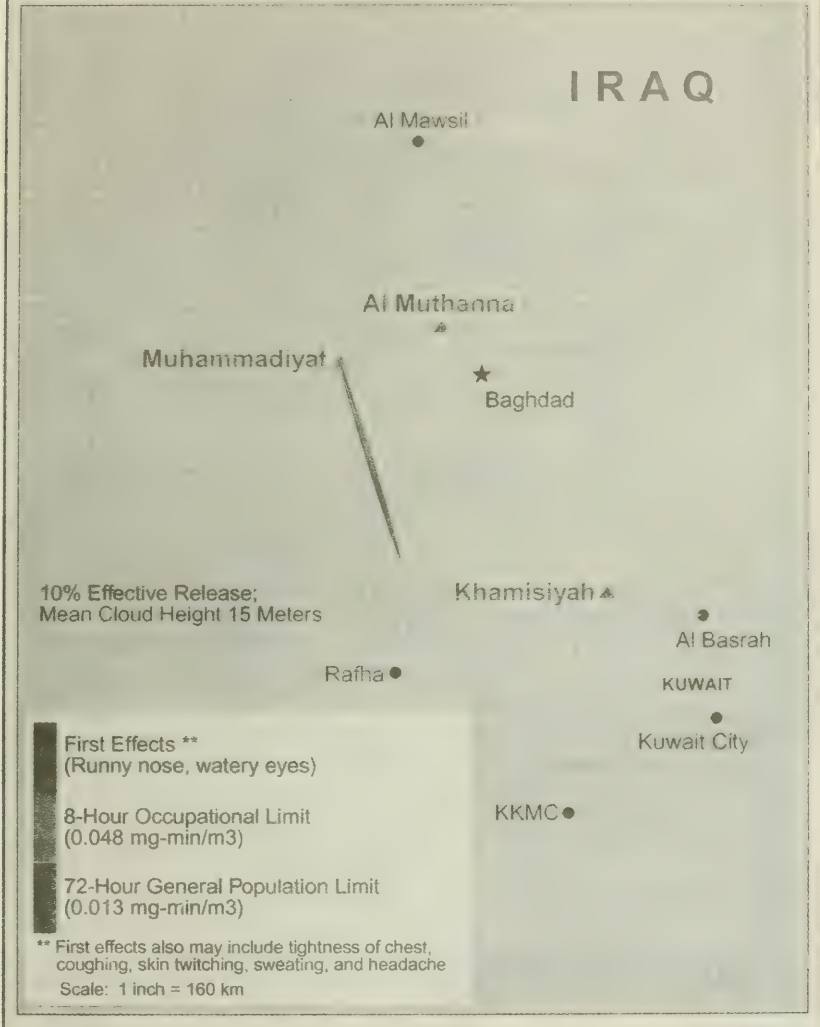 IRAQ
Al Mawsil
Al Muthanna
Muhammadiyat
Baghdad
10% Effective Release;
Mean Cloud Height 15 Meters
Khamisiyah
Al Basrah
Rafha
KUWAIT
Kuwait City
First Effects **
(Runny nose, watery eyes)
8-Hour Occupational Limit
(0.048 mg-min/m3)
KKMC
72-Hour General Population Limit
(0.013 mg-min/m3)
** First effects also may include tightness of chest,
coughing, skin twitching, sweating, and headache
Scale: 1 inch = 160 km